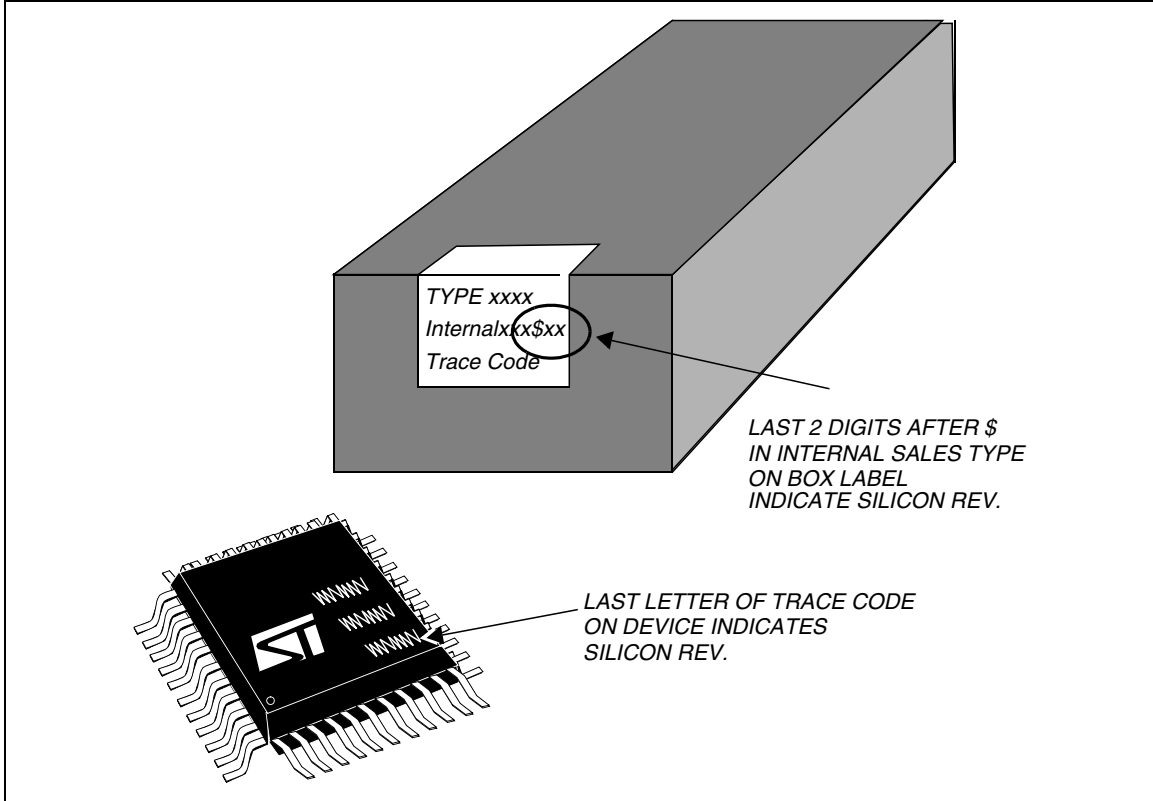 TYPE xxxx
Internalxxx$xx
Trace Code
LAST 2 DIGITS AFTER $
IN INTERNAL SALES TYPE
ON BOX LABEL
INDICATE SILICON REV.
LAST LETTER OF TRACE CODE
ON DEVICE INDICATES
SILICON REV.
ST